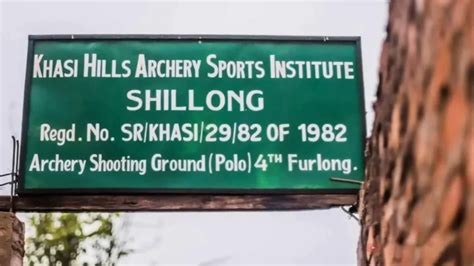 KHASI HILLS ARCHERY SPORTS INSTITUTE
SHILLONG
REGD. NO. SR/KHASI/29/82 OF 1982
ARCHERY SHOOTING GROUND (POLO) 4TH FURLONG.